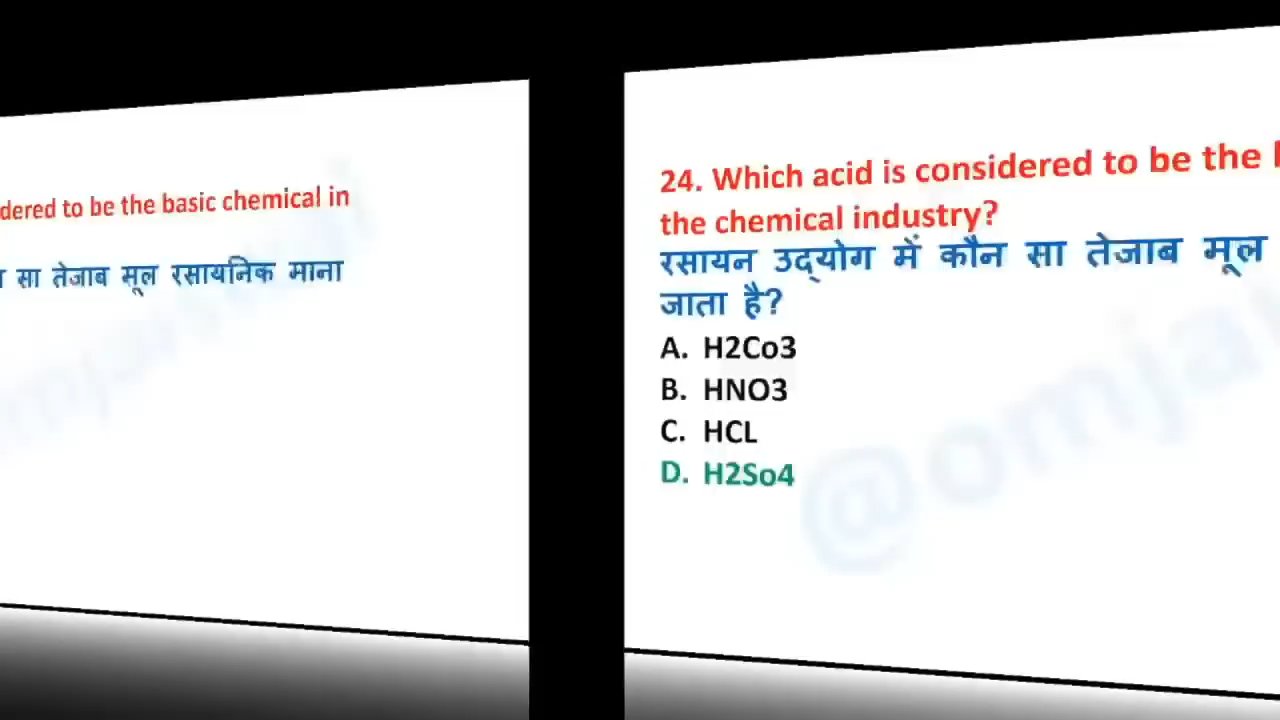 dered to be the basic chemical in
सा तेजाब मूल रसायनिक माना
24. Which acid is considered to be the
the chemical industry?
रसायन उद्योग में कौन सा तेजाब मूल
जाता है?
A. H2Co3
B. HNO3
C. HCL
D. H2So4
@omjai